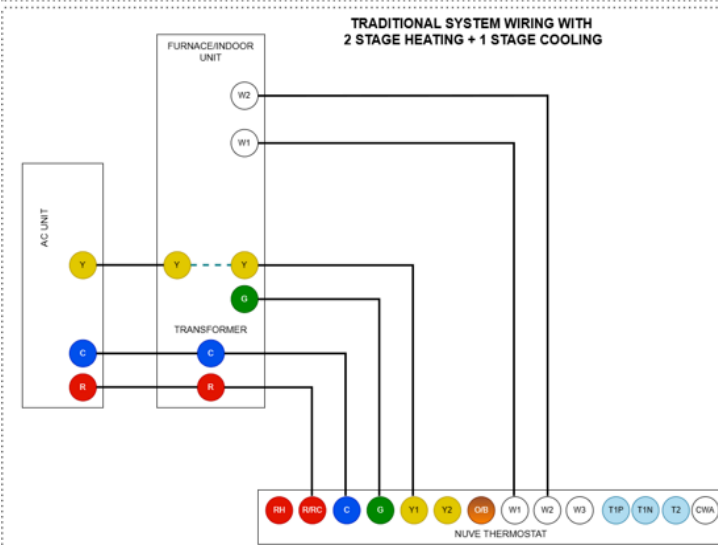 TRADITIONAL SYSTEM WIRING WITH
2 STAGE HEATING + 1 STAGE COOLING
FURNACE/INDOOR
UNIT
W2
W1
AC UNIT
Y
Y
Y
G
TRANSFORMER
C
C
R
R
RH
R/RC
C
G
Y1
Y2
O/B
W1
W2
W3
T1P
T1N
T2
CWA
NUVE THERMOSTAT